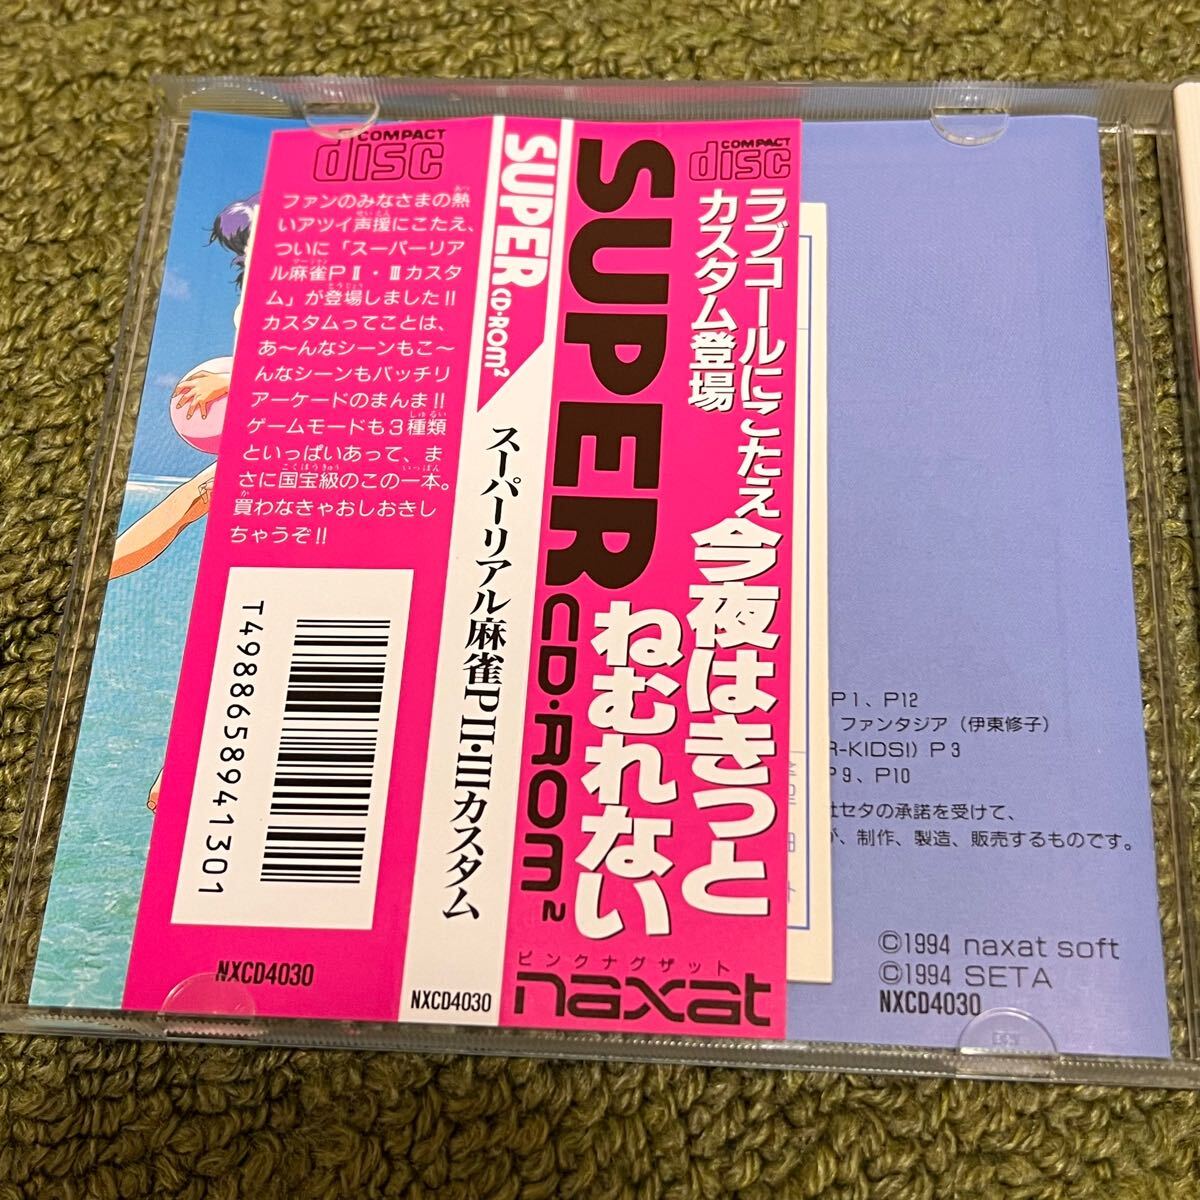 COMPACT
disc
ファンのみなさまの熱
いアツイ声援にこたえ、
ついに「スーパーリア
ル麻雀PⅡ・Ⅲカスタ
ム」が登場しました!!
カスタムってことは、
あ〜んなシーンもこ〜
んなシーンもバッチリ
アーケードのまんま!!
ゲームモードも3種類
といっぱいあって、ま
さに国宝級のこの一本。
買わなきゃおしおきし
ちゃうぞ!!
T4988658941301
NXCD4030
SUPER CD-ROM²
スーパーリアル麻雀PII・IIIカスタム
NXCD4030
SUPER CD-ROM²
COMPACT
disc
ラブコールにこたえ
カスタム登場
今夜はきっと
ねむれない
ピンクナグザット
naxat
P1、P12
ファンタジア（伊東修子）
R-KIDS!) P3
P9、P10
社セタの承諾を受けて、
が、制作、製造、販売するものです。
©1994 naxat soft
©1994 SETA
NXCD4030